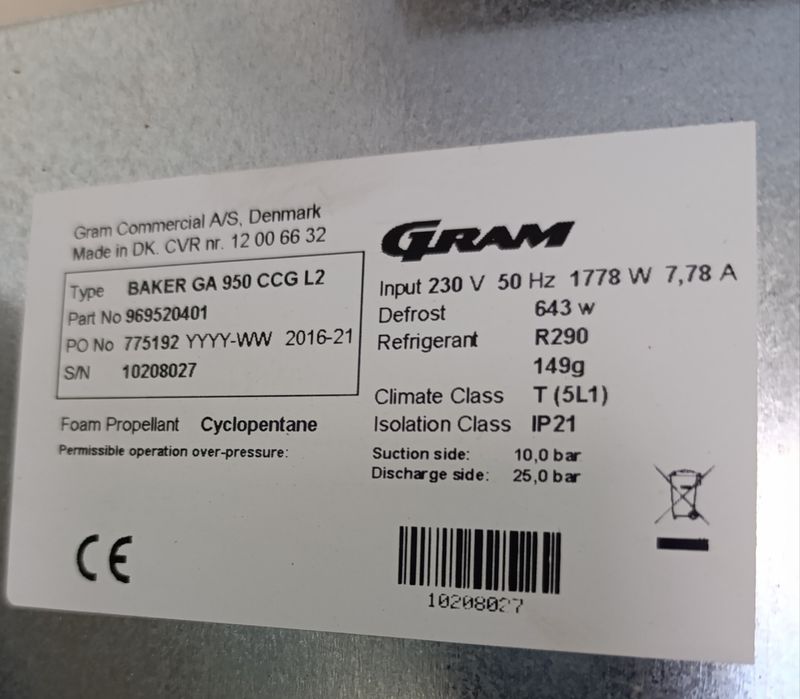 Gram Commercial A/S, Denmark
Made in DK. CVR nr. 12 00 66 32
Type BAKER GA 950 CCG L2
Part No 969520401
PO No 775192 YYYY-WW 2016-21
S/N 10208027
Foam Propellant Cyclopentane
Permissible operation over-pressure:
CE
GRAM
Input 230 V 50 Hz 1778 W 7,78 A
Defrost 643 w
Refrigerant R290
149g
Climate Class T (5L1)
Isolation Class IP21
Suction side: 10,0 bar
Discharge side: 25,0 bar
10208027